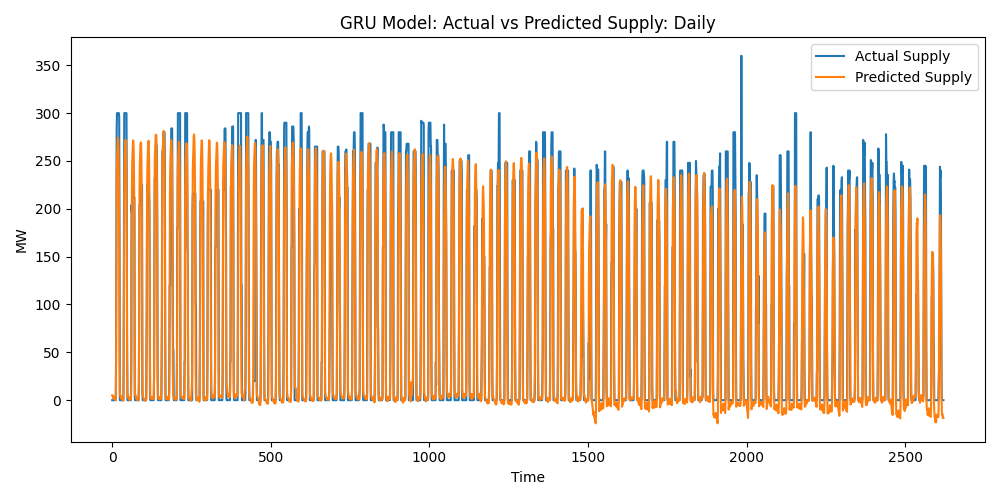 GRU Model: Actual vs Predicted Supply: Daily
Actual Supply
Predicted Supply
MW
350
300
250
200
150
100
50
0
0 500 1000 1500 2000 2500
Time